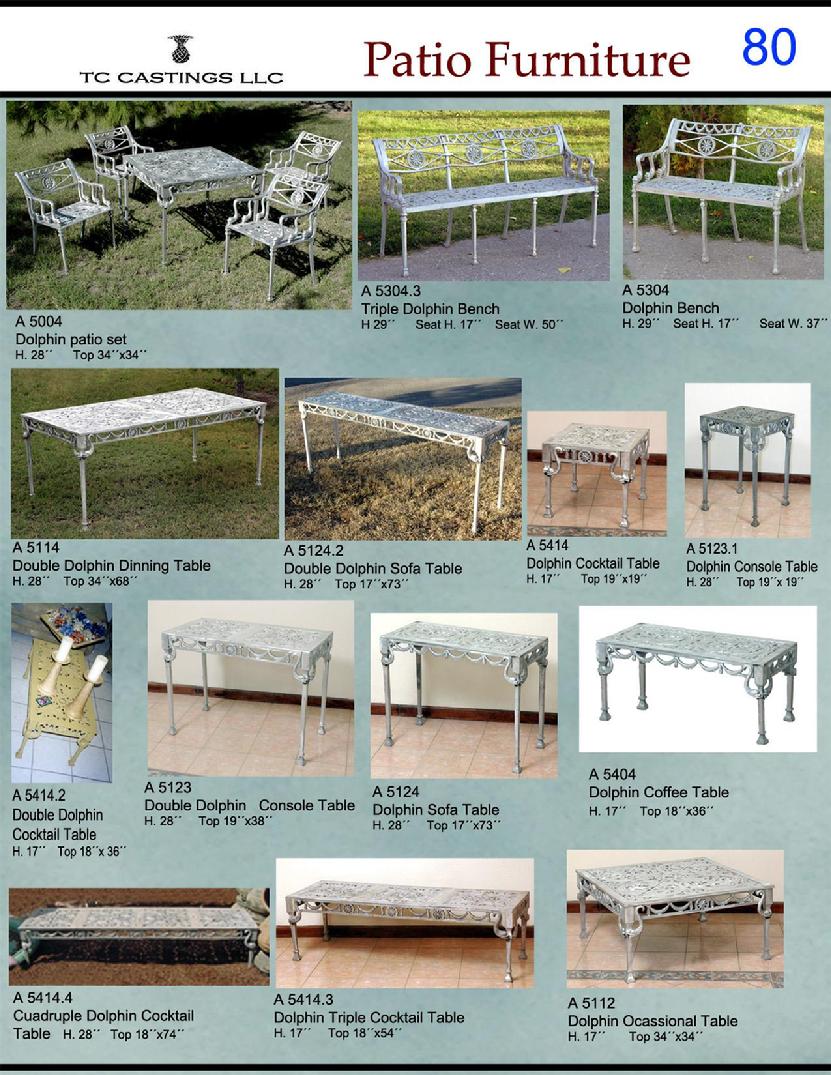 TC CASTINGS LLC
Patio Furniture
80
A 5004
Dolphin patio set
H. 28´´ Top 34´´x34´´
A 5304.3
Triple Dolphin Bench
H 29´´ Seat H. 17´´ Seat W. 50´´
A 5304
Dolphin Bench
H. 29´´ Seat H. 17´´ Seat W. 37´´
A 5114
Double Dolphin Dinning Table
H. 28´´ Top 34´´x68´´
A 5124.2
Double Dolphin Sofa Table
H. 28´´ Top 17´´x73´´
A 5414
Dolphin Cocktail Table
H. 17´´ Top 19´´x19´´
A 5123.1
Dolphin Console Table
H. 28´´ Top 19´´x 19´´
A 5414.2
Double Dolphin
Cocktail Table
H. 17´´ Top 18´´x 36´´
A 5123
Double Dolphin Console Table
H. 28´´ Top 19´´x38´´
A 5124
Dolphin Sofa Table
H. 28´´ Top 17´´x73´´
A 5404
Dolphin Coffee Table
H. 17´´ Top 18´´x36´´
A 5414.4
Cuadruple Dolphin Cocktail
Table H. 28´´ Top 18´´x74´´
A 5414.3
Dolphin Triple Cocktail Table
H. 17´´ Top 18´´x54´´
A 5112
Dolphin Ocassional Table
H. 17´´ Top 34´´x34´´